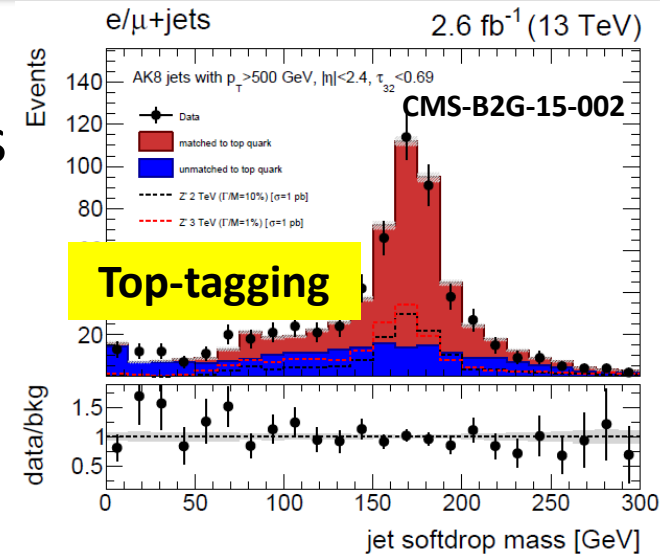 e/μ+jets 2.6 fb⁻¹ (13 TeV)
AK8 jets with p_T>500 GeV, |η|<2.4, τ_32<0.69
CMS-B2G-15-002
Data
matched to top quark
unmatched to top quark
Z' 2 TeV (Γ/M=10%) [σ=1 pb]
Z' 3 TeV (Γ/M=1%) [σ=1 pb]
Top-tagging
Events
140
120
100
80
20
s
data/bkg
1.5
1
0.5
0 50 100 150 200 250 300
jet softdrop mass [GeV]